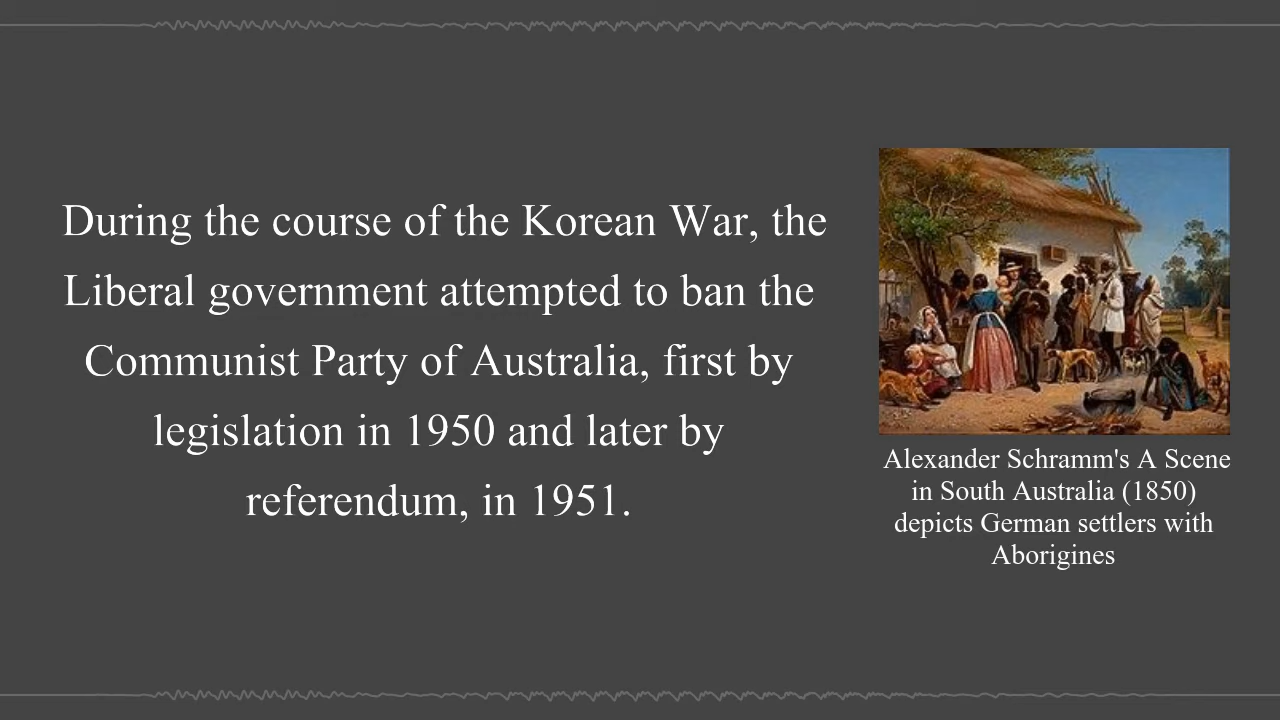 During the course of the Korean War, the
Liberal government attempted to ban the
Communist Party of Australia, first by
legislation in 1950 and later by
referendum, in 1951.
Alexander Schramm's A Scene
in South Australia (1850)
depicts German settlers with
Aborigines